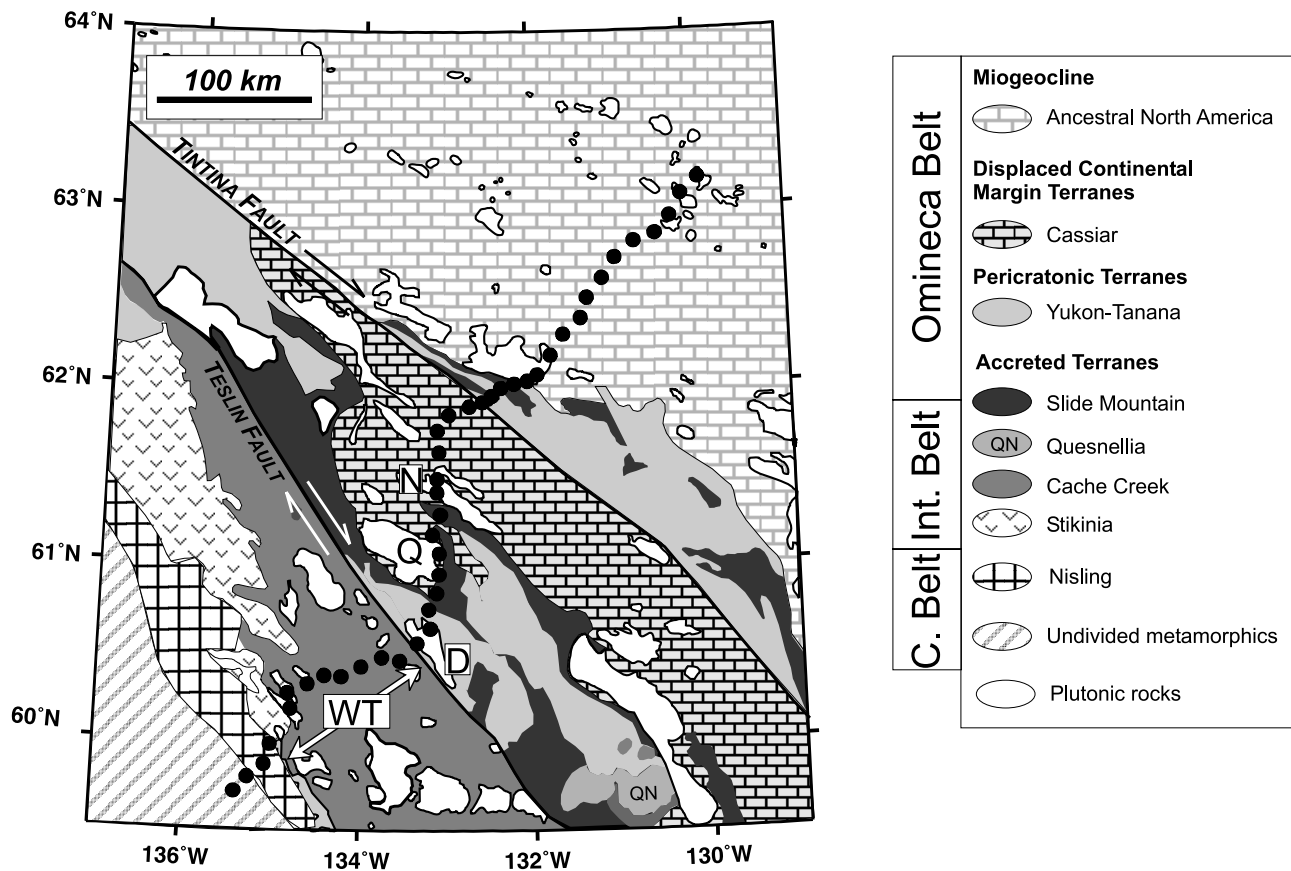 64°N
63°N
62°N
61°N
60°N
136°W
134°W
132°W
130°W
100 km
TINTINA FAULT
TESLIN FAULT
N
Q
D
WT
QN
Omineca Belt
Int. Belt
C. Belt
Miogeocline
Ancestral North America
Displaced Continental
Margin Terranes
Cassiar
Pericratonic Terranes
Yukon-Tanana
Accreted Terranes
Slide Mountain
QN Quesnellia
Cache Creek
Stikinia
Nisling
Undivided metamorphics
Plutonic rocks